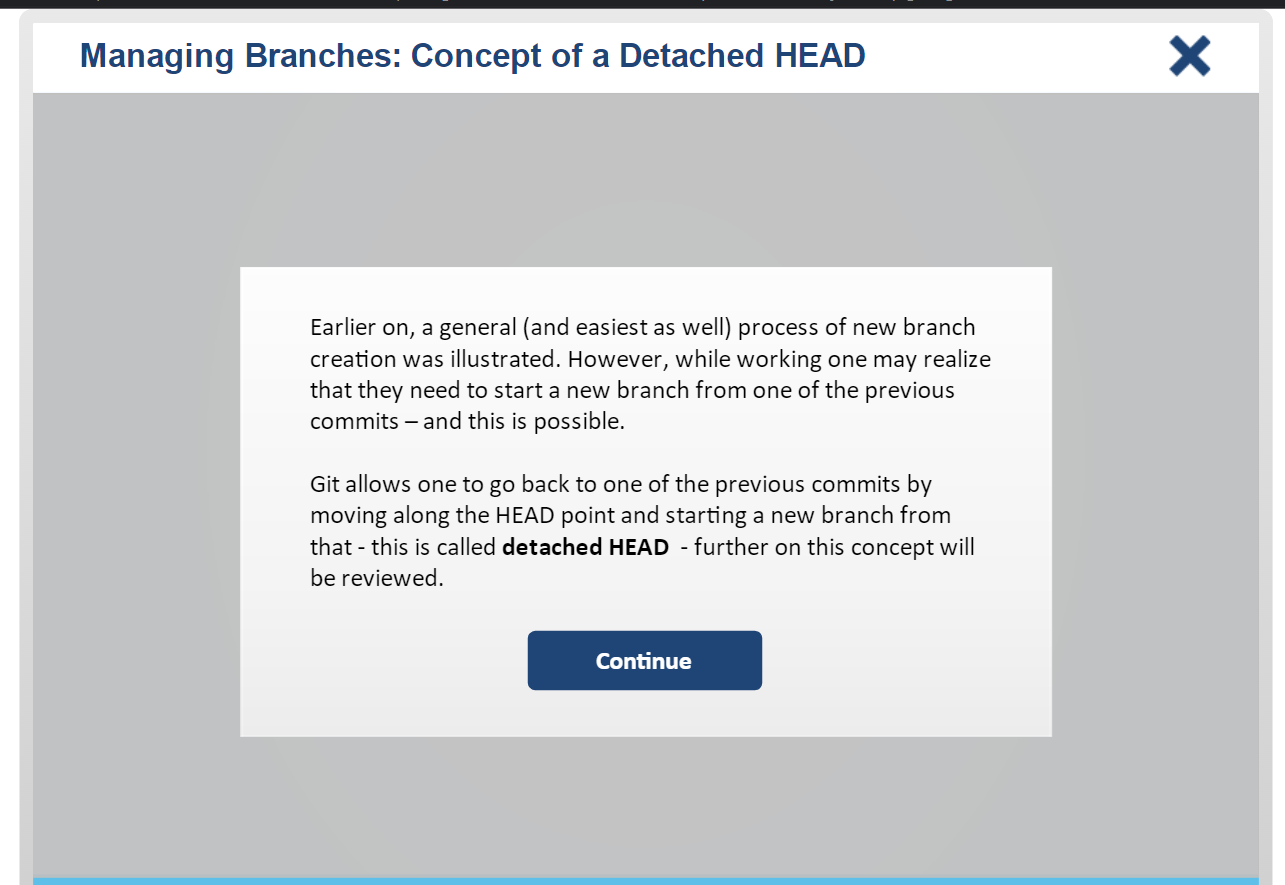 Managing Branches: Concept of a Detached HEAD
Earlier on, a general (and easiest as well) process of new branch
creation was illustrated. However, while working one may realize
that they need to start a new branch from one of the previous
commits – and this is possible.
Git allows one to go back to one of the previous commits by
moving along the HEAD point and starting a new branch from
that - this is called detached HEAD - further on this concept will
be reviewed.
Continue